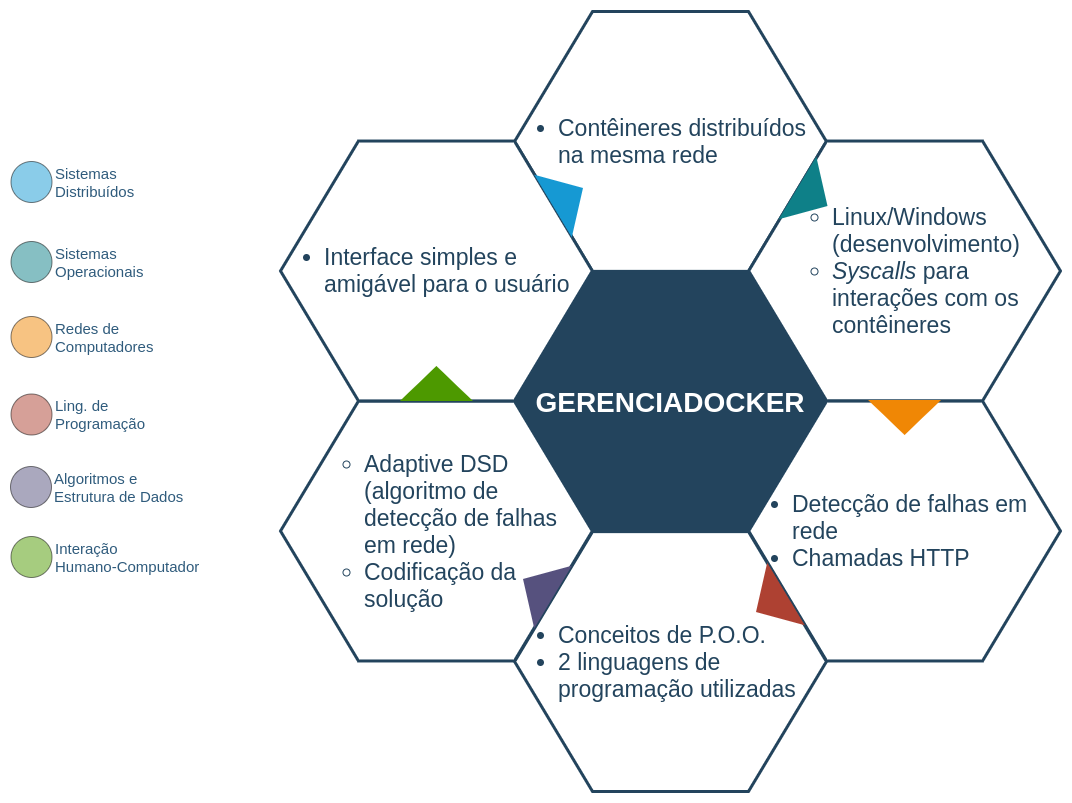 Sistemas
Distribuídos
Sistemas
Operacionais
Redes de
Computadores
Ling. de
Programação
Algoritmos e
Estrutura de Dados
Interação
Humano-Computador
Contêineres distribuídos
na mesma rede
Linux/Windows
(desenvolvimento)
Syscalls para
interações com os
contêineres
Interface simples e
amigável para o usuário
GERENCIADOCKER
Adaptive DSD
(algoritmo de
detecção de falhas
em rede)
Codificação da
solução
Detecção de falhas em
rede
Chamadas HTTP
Conceitos de P.O.O.
2 linguagens de
programação utilizadas